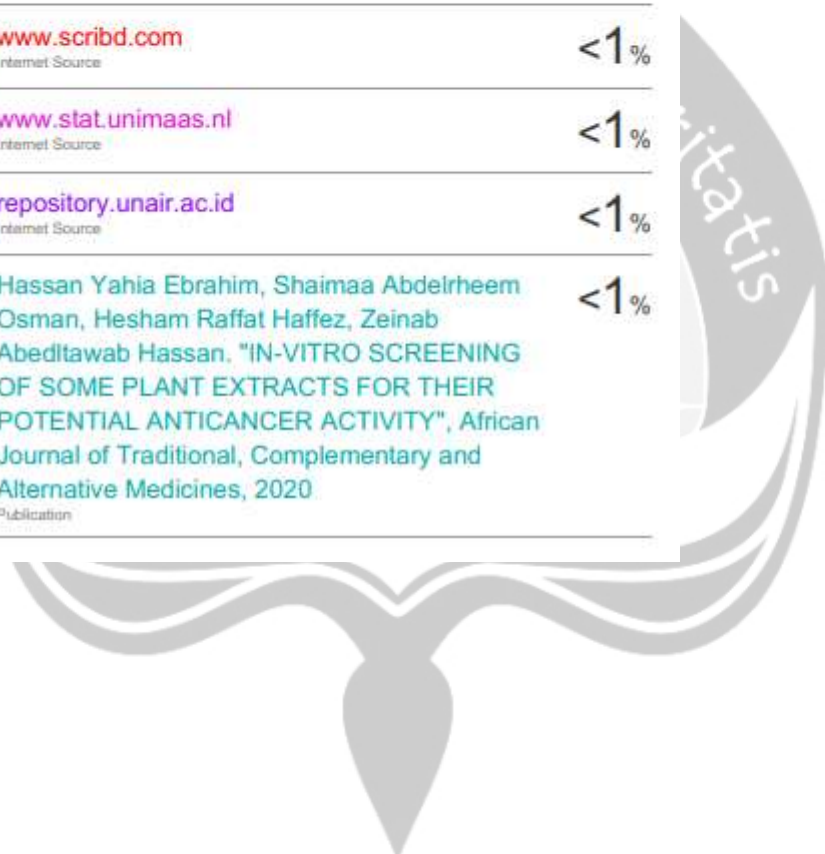 www.scribd.com
Internet Source
<1%
www.stat.unimaas.nl
Internet Source
<1%
repository.unair.ac.id
Internet Source
<1%
Hassan Yahia Ebrahim, Shaimaa Abdelrheem
Osman, Hesham Raffat Haffez, Zeinab
Abedltawab Hassan. "IN-VITRO SCREENING
OF SOME PLANT EXTRACTS FOR THEIR
POTENTIAL ANTICANCER ACTIVITY", African
Journal of Traditional, Complementary and
Alternative Medicines, 2020
Publication
<1%